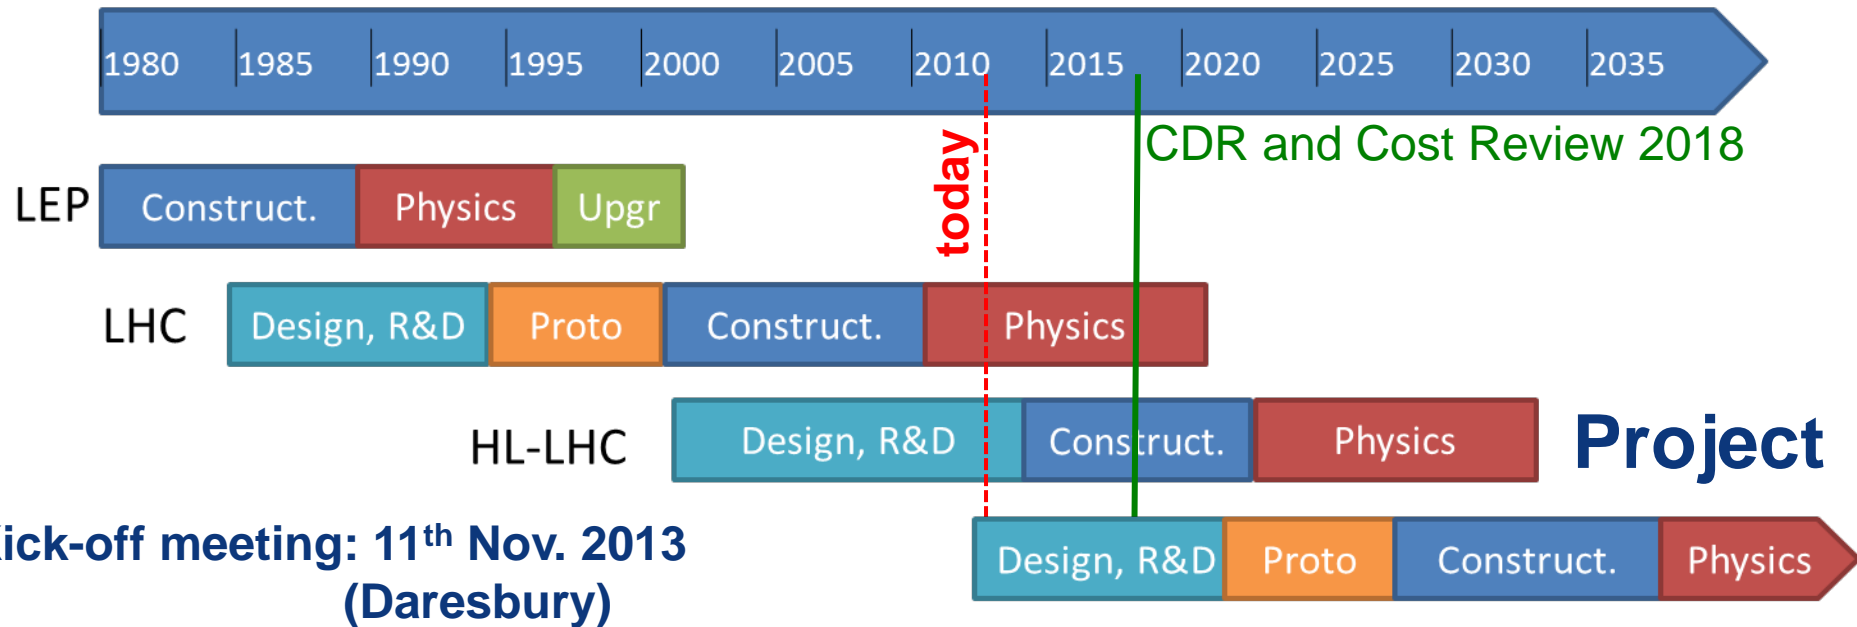 1980 1985 1990 1995 2000 2005 2010 2015 2020 2025 2030 2035
today
CDR and Cost Review 2018
LEP Construct. Physics Upgr
LHC Design, R&D Proto Construct. Physics
HL-LHC Design, R&D Construct. Physics Project
ick-off meeting: 11th Nov. 2013
(Daresbury)
Design, R&D Proto Construct. Physics